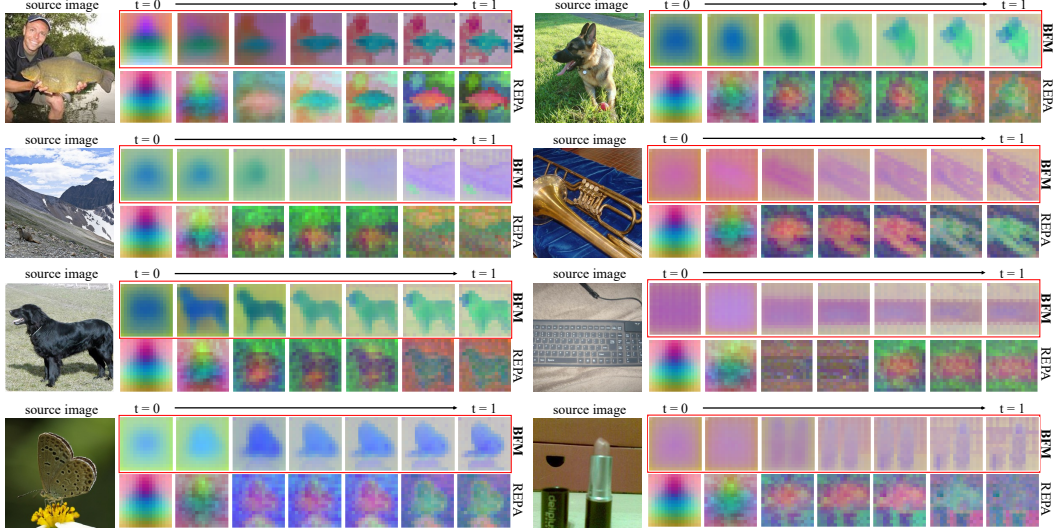 source image t = 0 t = 1
BFM
REPA
source image t = 0 t = 1
BFM
REPA
source image t = 0 t = 1
BFM
REPA
source image t = 0 t = 1
BFM
REPA
source image t = 0 t = 1
BFM
REPA
source image t = 0 t = 1
BFM
REPA
source image t = 0 t = 1
BFM
REPA
source image t = 0 t = 1
BFM
REPA